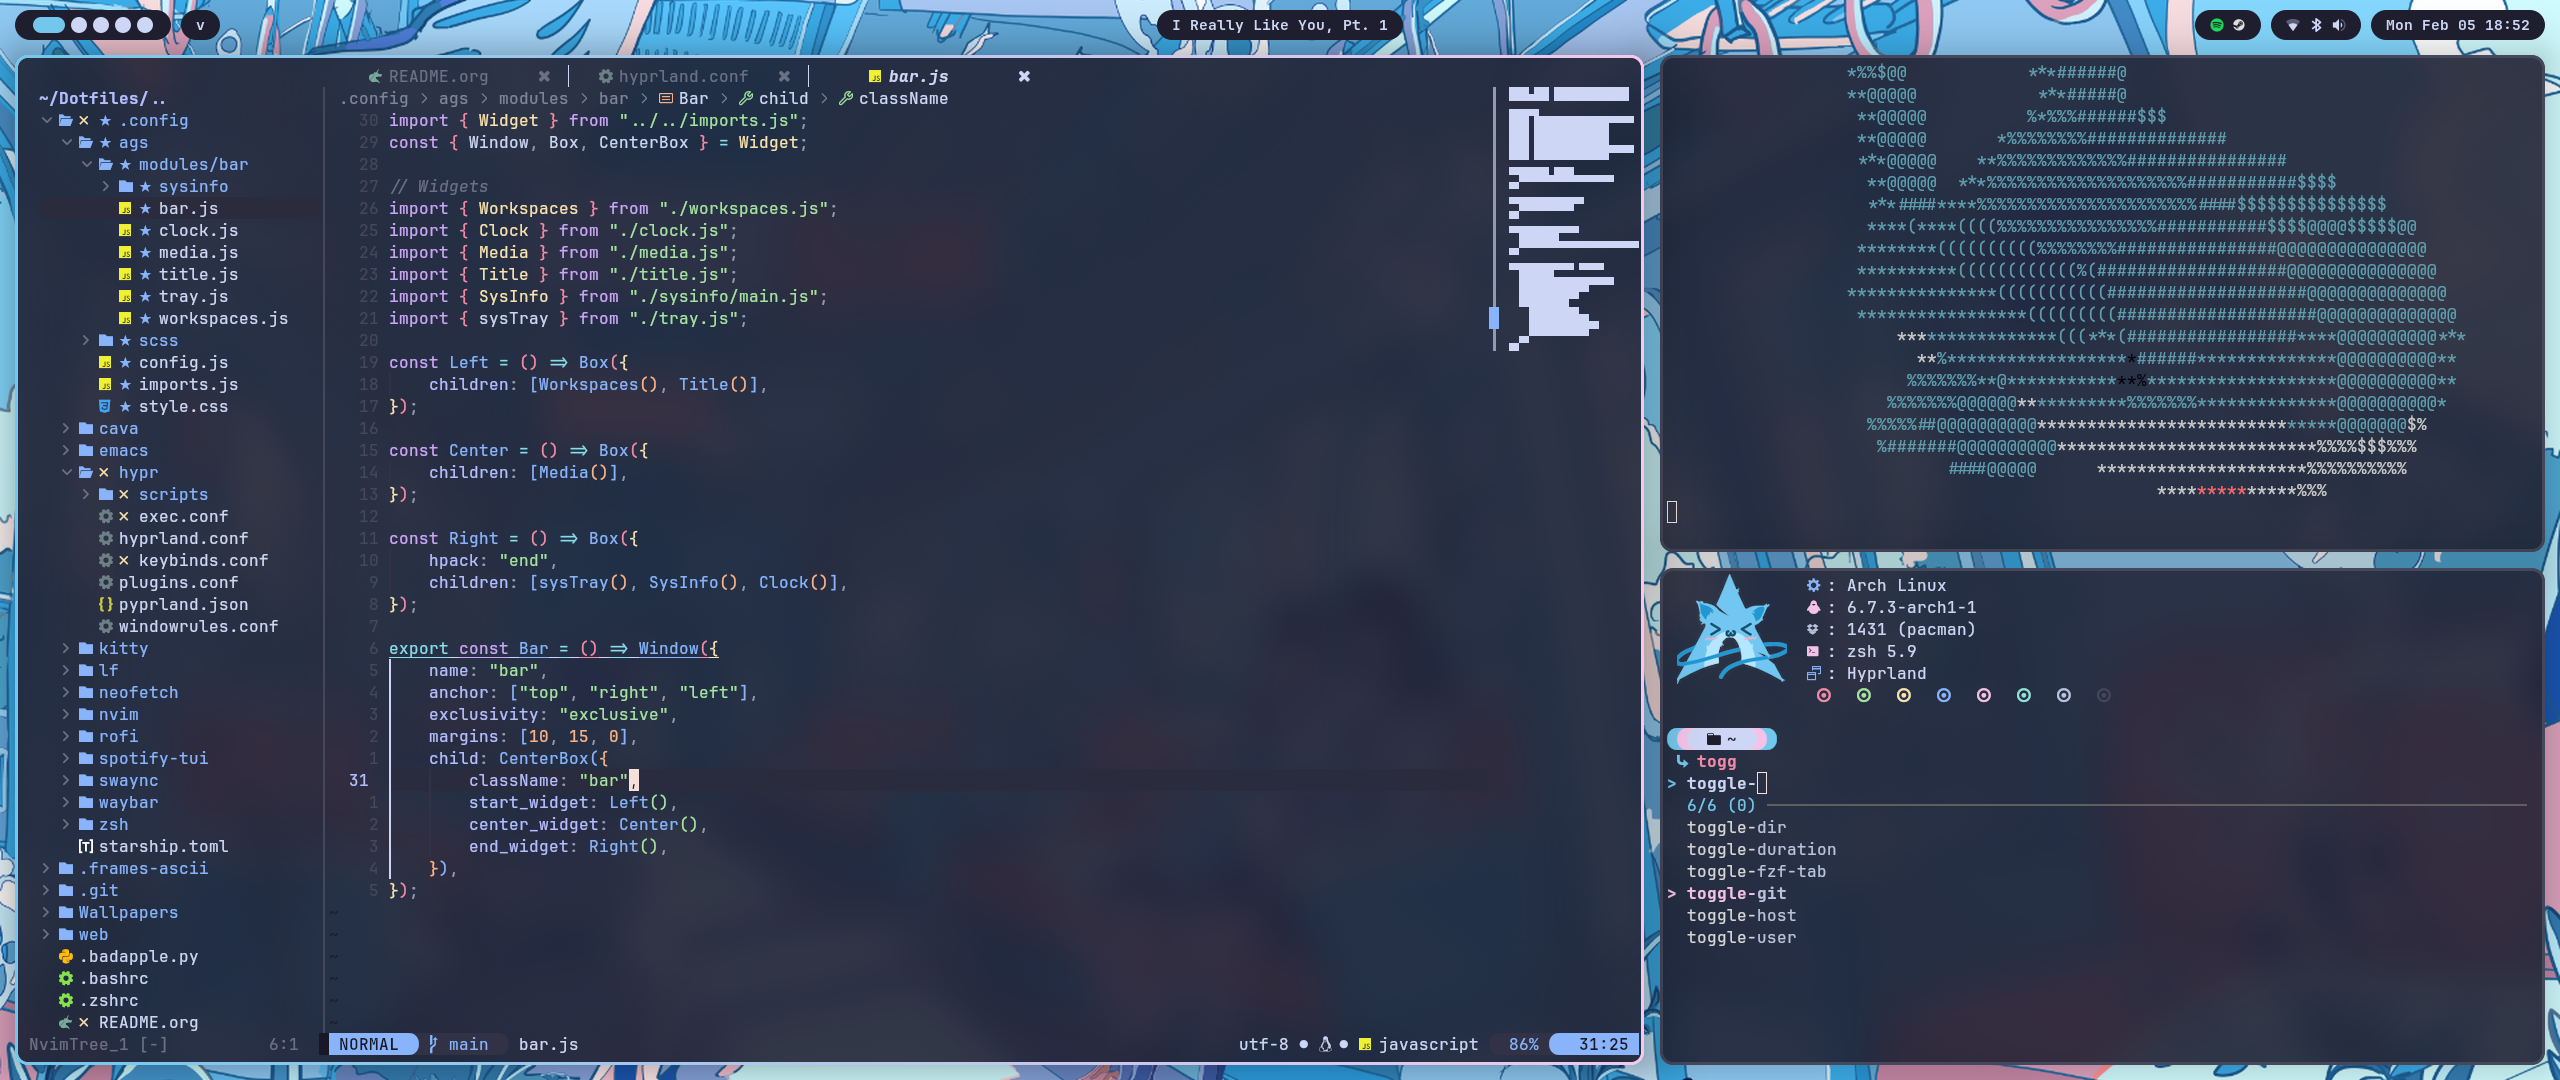 v
I Really Like You, Pt. 1
Mon Feb 05 18:52
README.org
hyprland.conf
bar.js
~/Dotfiles/..
.config
ags
modules/bar
sysinfo
bar.js
clock.js
media.js
title.js
tray.js
workspaces.js
scss
config.js
imports.js
style.css
cava
emacs
hypr
scripts
exec.conf
hyprland.conf
keybinds.conf
plugins.conf
pyprland.json
windowrules.conf
kitty
lf
neofetch
nvim
rofi
spotify-tui
swaync
waybar
zsh
starship.toml
.frames-ascii
.git
Wallpapers
web
.badapple.py
.bashrc
.zshrc
README.org
NvimTree_1 [-] 6:1
.config > ags > modules > bar > Bar > child > className
30 import { Widget } from "../../imports.js";
29 const { Window, Box, CenterBox } = Widget;
28
27 // Widgets
26 import { Workspaces } from "./workspaces.js";
25 import { Clock } from "./clock.js";
24 import { Media } from "./media.js";
23 import { Title } from "./title.js";
22 import { SysInfo } from "./sysinfo/main.js";
21 import { sysTray } from "./tray.js";
20
19 const Left = () => Box({
18 children: [Workspaces(), Title()],
17 });
16
15 const Center = () => Box({
14 children: [Media()],
13 });
12
11 const Right = () => Box({
10 hpack: "end",
9 children: [sysTray(), SysInfo(), Clock()],
8 });
7
6 export const Bar = () => Window({
5 name: "bar",
4 anchor: ["top", "right", "left"],
3 exclusivity: "exclusive",
2 margins: [10, 15, 0],
1 child: CenterBox({
31 className: "bar",
1 start_widget: Left(),
2 center_widget: Center(),
3 end_widget: Right(),
4 }),
5 });
NORMAL main bar.js utf-8 javascript 86% 31:25
: Arch Linux
: 6.7.3-arch1-1
: 1431 (pacman)
: zsh 5.9
: Hyprland
~
togg
> toggle-
6/6 (0)
toggle-dir
toggle-duration
toggle-fzf-tab
> toggle-git
toggle-host
toggle-user